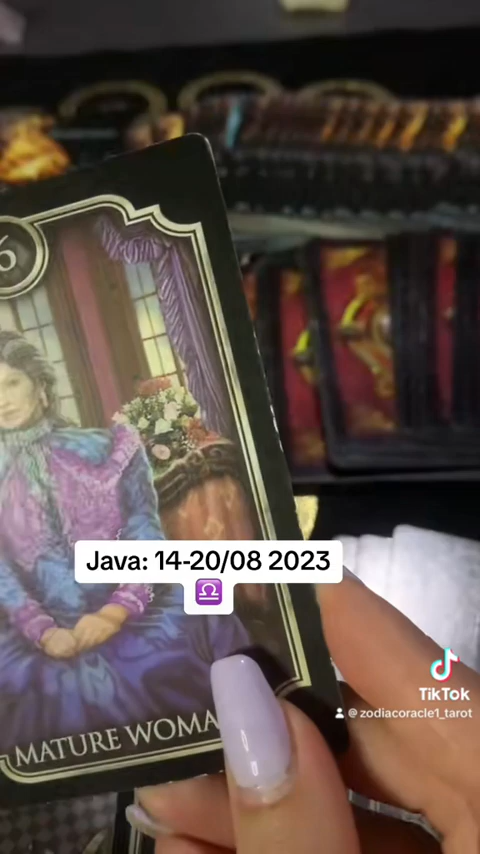 6
Java: 14-20/08 2023
♎
MATURE WOMA
TikTok
@zodiacoracle1_tarot